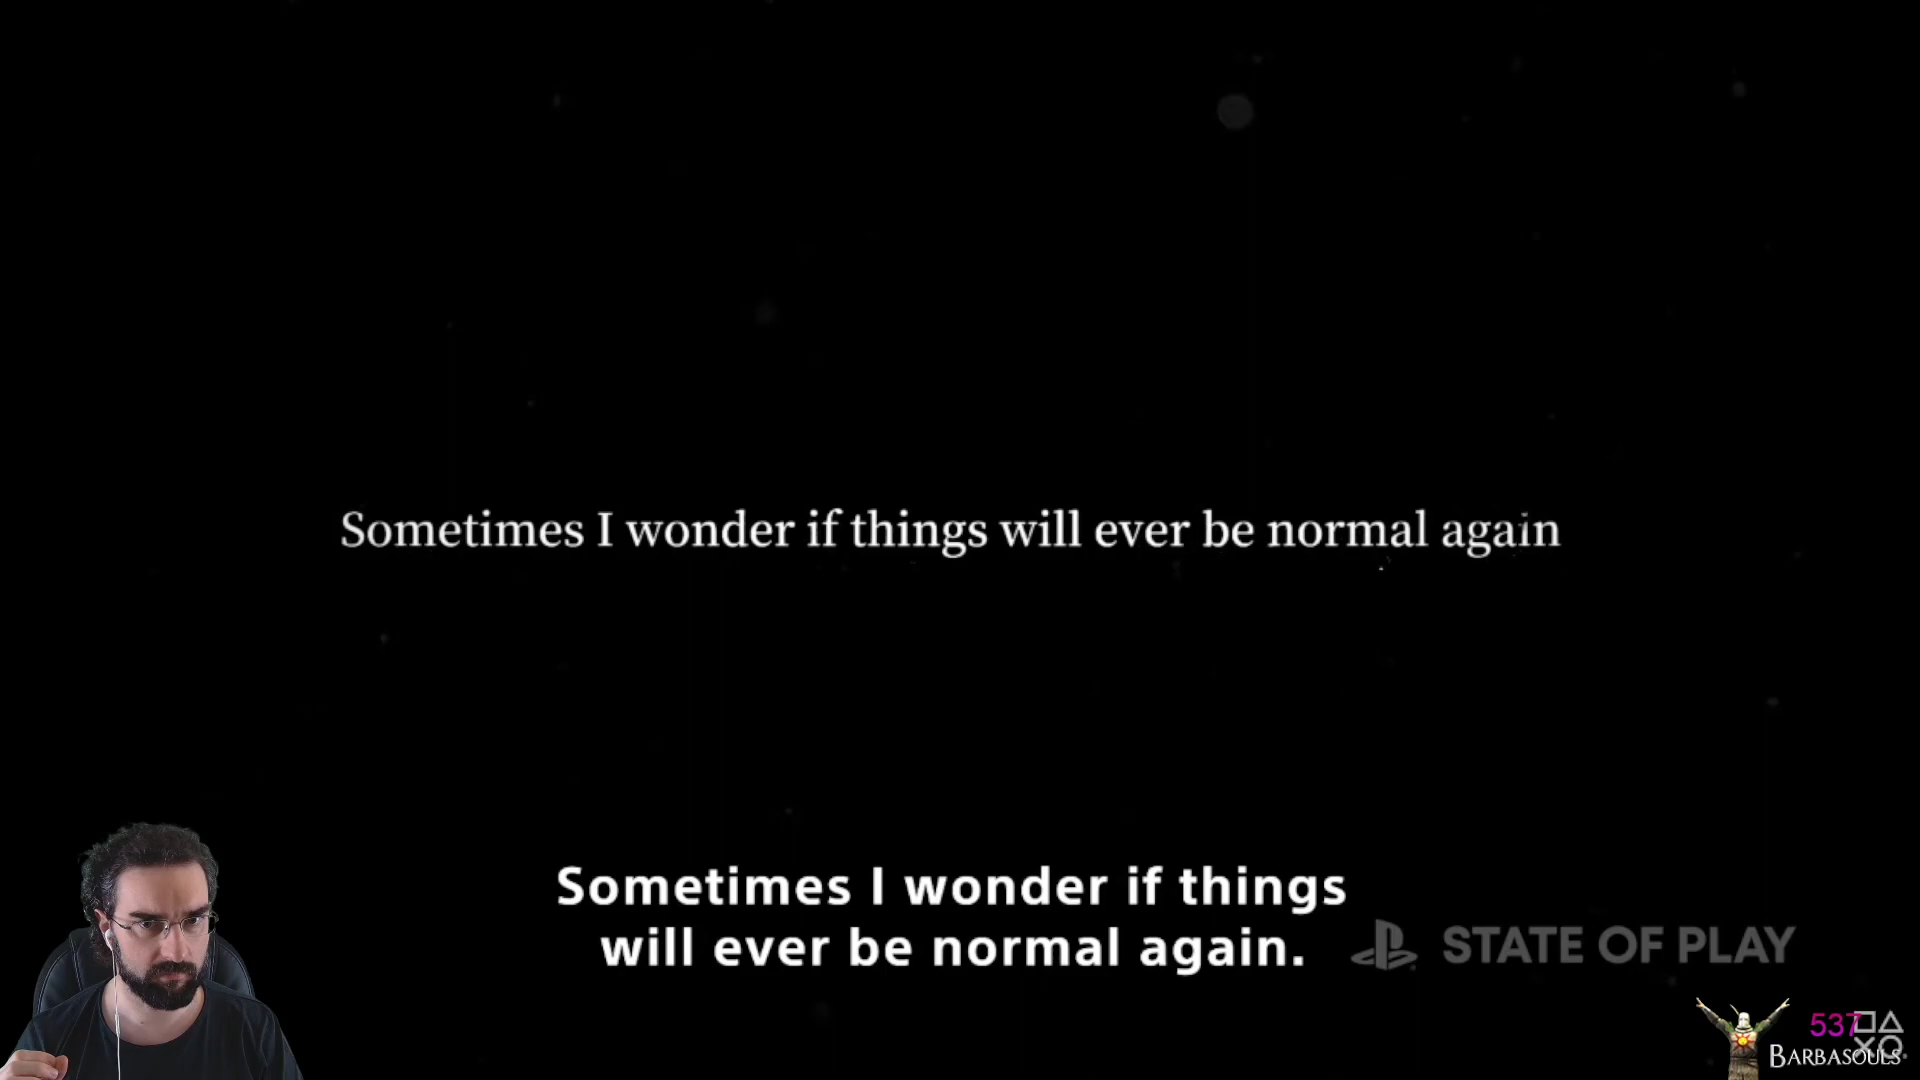 Sometimes I wonder if things will ever be normal again
Sometimes I wonder if things
will ever be normal again.
STATE OF PLAY
537
BARBASOULS